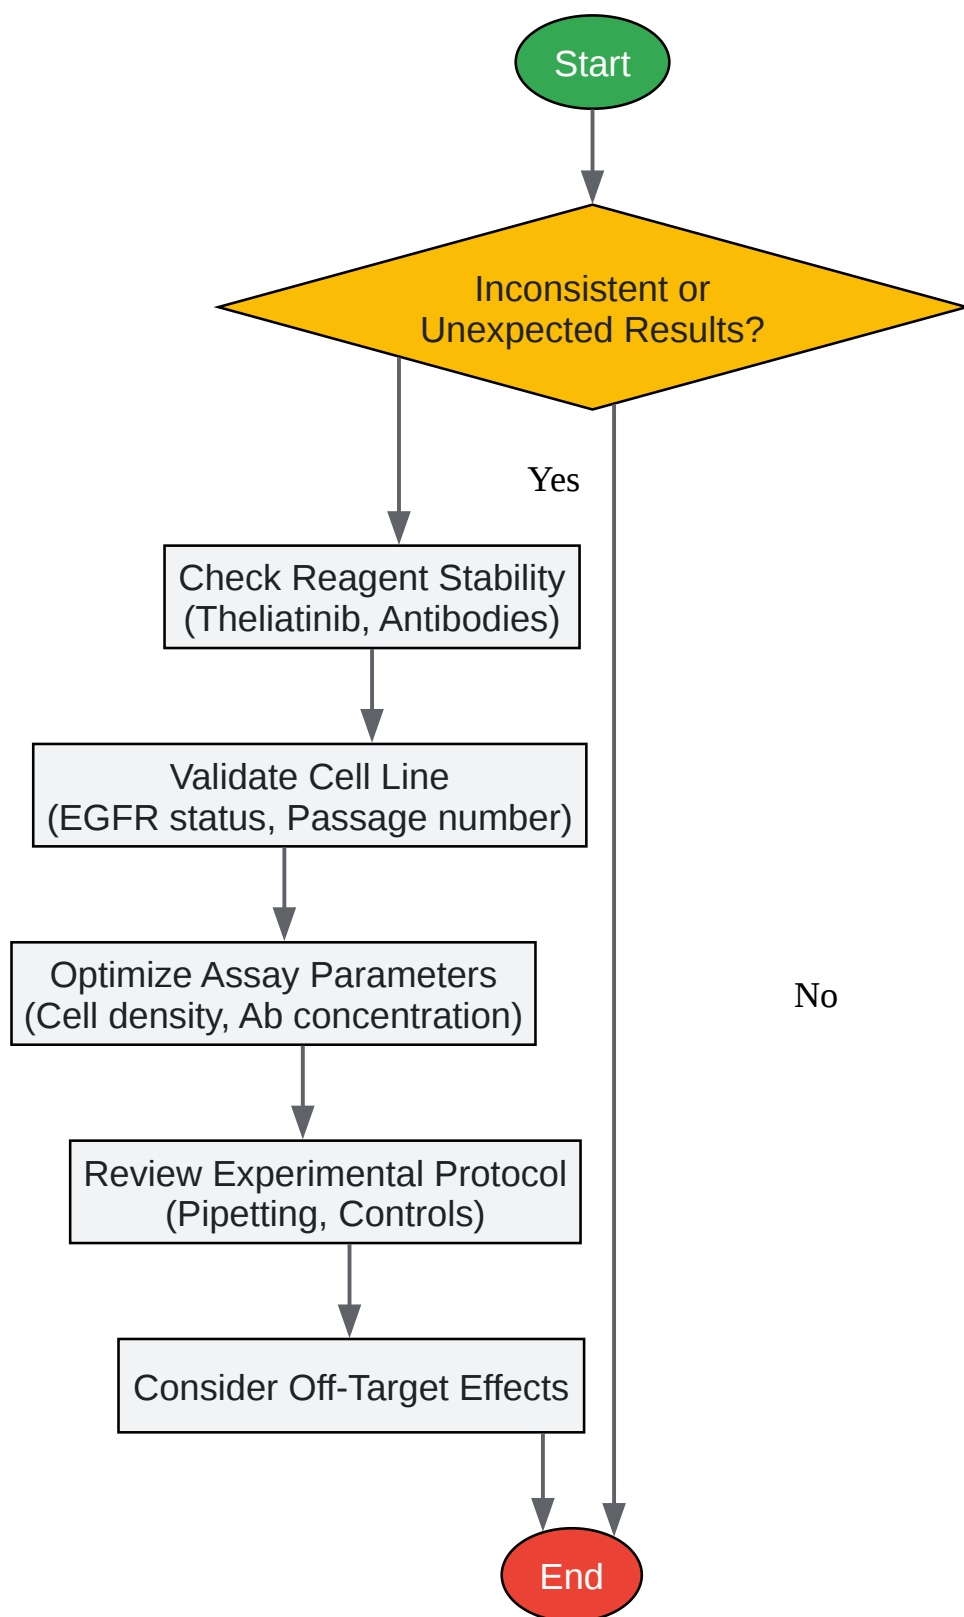 Start
Inconsistent or
Unexpected Results?
Yes
Check Reagent Stability
(Theliatinib, Antibodies)
Validate Cell Line
(EGFR status, Passage number)
Optimize Assay Parameters
(Cell density, Ab concentration)
No
Review Experimental Protocol
(Pipetting, Controls)
Consider Off-Target Effects
End